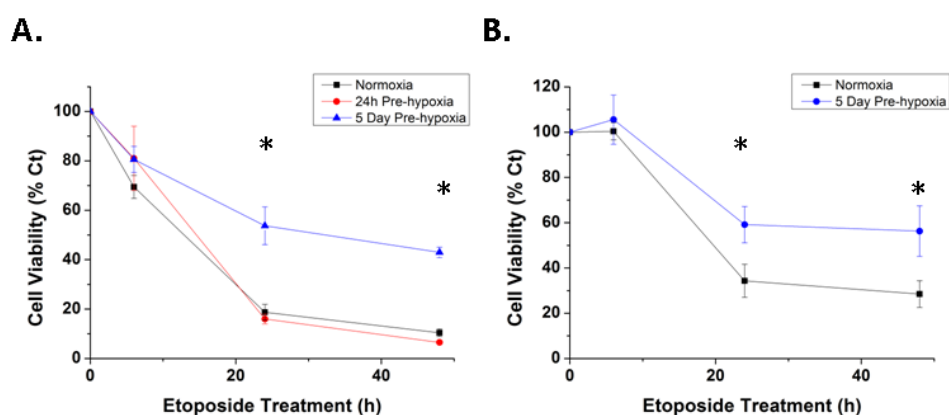 A.
Normoxia
24h Pre-hypoxia
5 Day Pre-hypoxia
100
80
60
40
20
0
*
*
Cell Viability (% Ct)
0
20
40
Etoposide Treatment (h)
B.
Normoxia
5 Day Pre-hypoxia
120
100
80
60
40
20
0
*
*
Cell Viability (% Ct)
0
20
40
Etoposide Treatment (h)